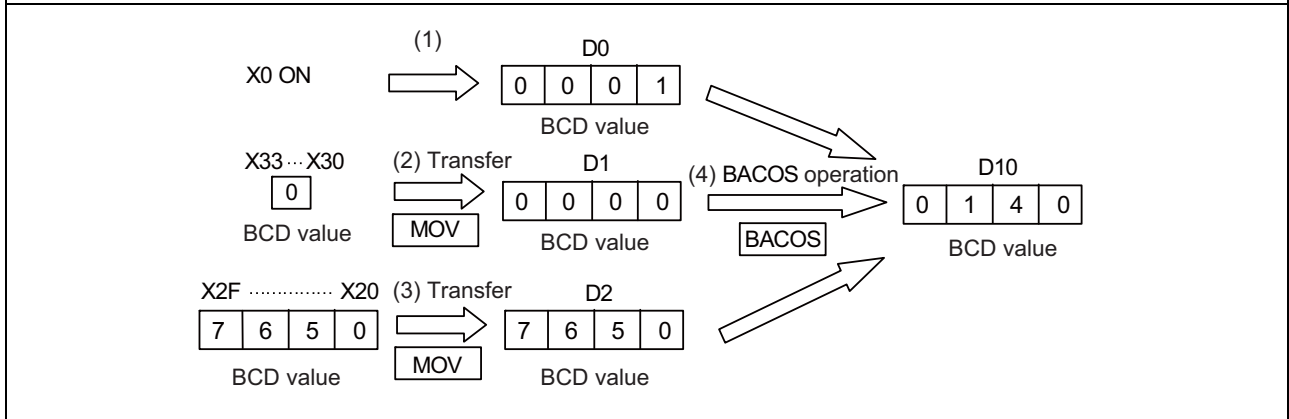 (1)
X0 ON
D0
0 0 0 1
BCD value
X33 ... X30
0
BCD value
(2) Transfer
MOV
D1
0 0 0 0
BCD value
(4) BACOS operation
BACOS
D10
0 1 4 0
BCD value
X2F ............... X20
7 6 5 0
BCD value
(3) Transfer
MOV
D2
7 6 5 0
BCD value